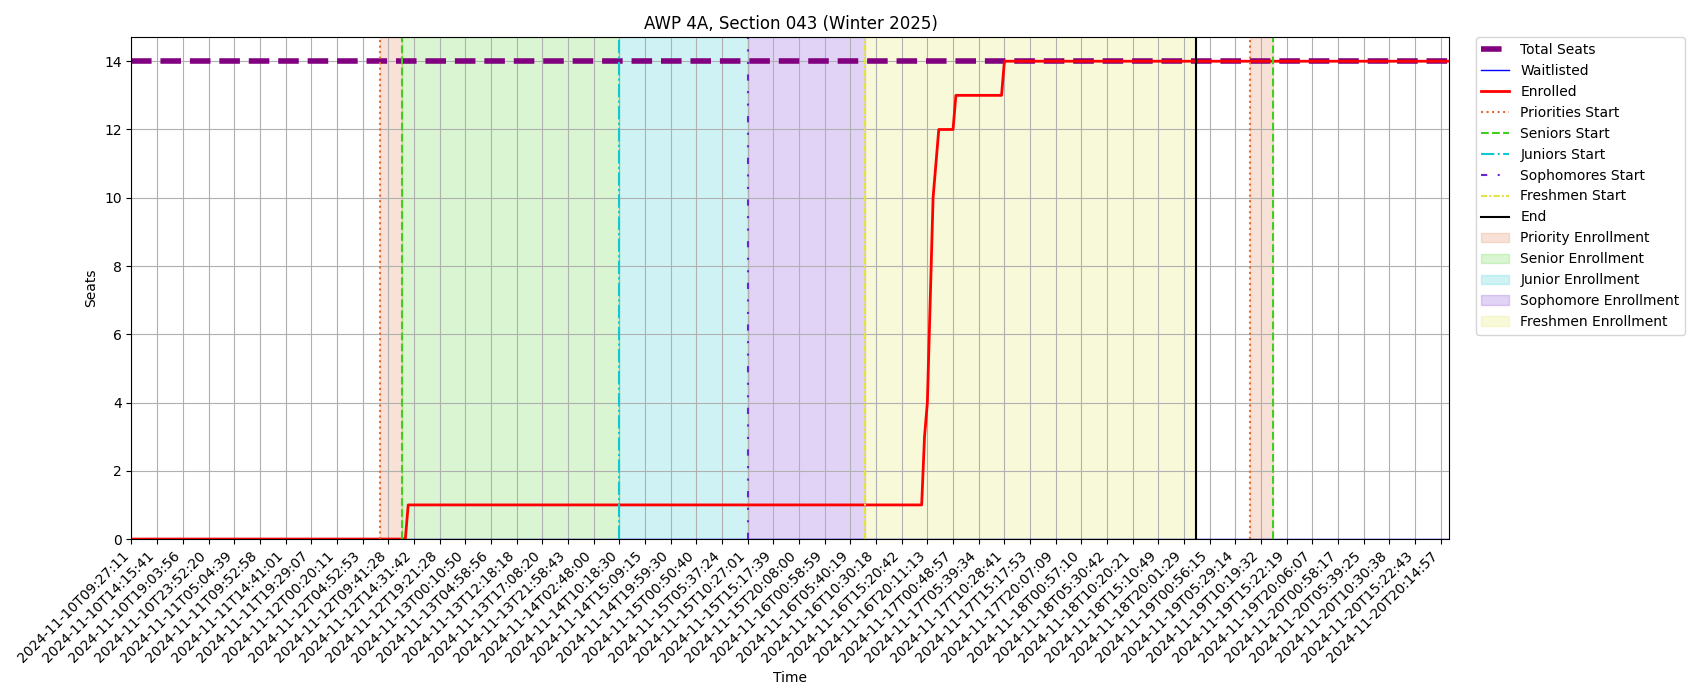 AWP 4A, Section 043 (Winter 2025)
Total Seats
Waitlisted
Enrolled
Priorities Start
Seniors Start
Juniors Start
Sophomores Start
Freshmen Start
End
Priority Enrollment
Senior Enrollment
Junior Enrollment
Sophomore Enrollment
Freshmen Enrollment
Seats
14
12
10
8
6
4
2
0
2024-11-10T09:27:11
2024-11-10T14:15:41
2024-11-10T19:03:56
2024-11-10T23:52:20
2024-11-11T05:04:39
2024-11-11T09:52:58
2024-11-11T14:41:01
2024-11-11T19:29:07
2024-11-12T00:20:11
2024-11-12T04:52:53
2024-11-12T09:41:28
2024-11-12T14:31:42
2024-11-12T19:21:28
2024-11-13T00:10:50
2024-11-13T04:58:56
2024-11-13T12:18:18
2024-11-13T17:08:20
2024-11-13T21:58:43
2024-11-14T02:48:00
2024-11-14T10:18:30
2024-11-14T15:09:15
2024-11-14T19:59:30
2024-11-15T00:50:40
2024-11-15T05:37:24
2024-11-15T10:27:01
2024-11-15T15:17:39
2024-11-15T20:08:00
2024-11-16T00:58:59
2024-11-16T05:40:19
2024-11-16T10:30:18
2024-11-16T15:20:42
2024-11-16T20:11:13
2024-11-17T00:48:57
2024-11-17T05:39:34
2024-11-17T10:28:41
2024-11-17T15:17:53
2024-11-17T20:07:09
2024-11-18T00:57:10
2024-11-18T05:30:42
2024-11-18T10:20:21
2024-11-18T15:10:49
2024-11-18T20:01:29
2024-11-19T00:56:15
2024-11-19T05:29:14
2024-11-19T10:19:32
2024-11-19T15:22:19
2024-11-19T20:06:07
2024-11-20T00:58:17
2024-11-20T05:39:25
2024-11-20T10:30:38
2024-11-20T15:22:43
2024-11-20T20:14:57
Time